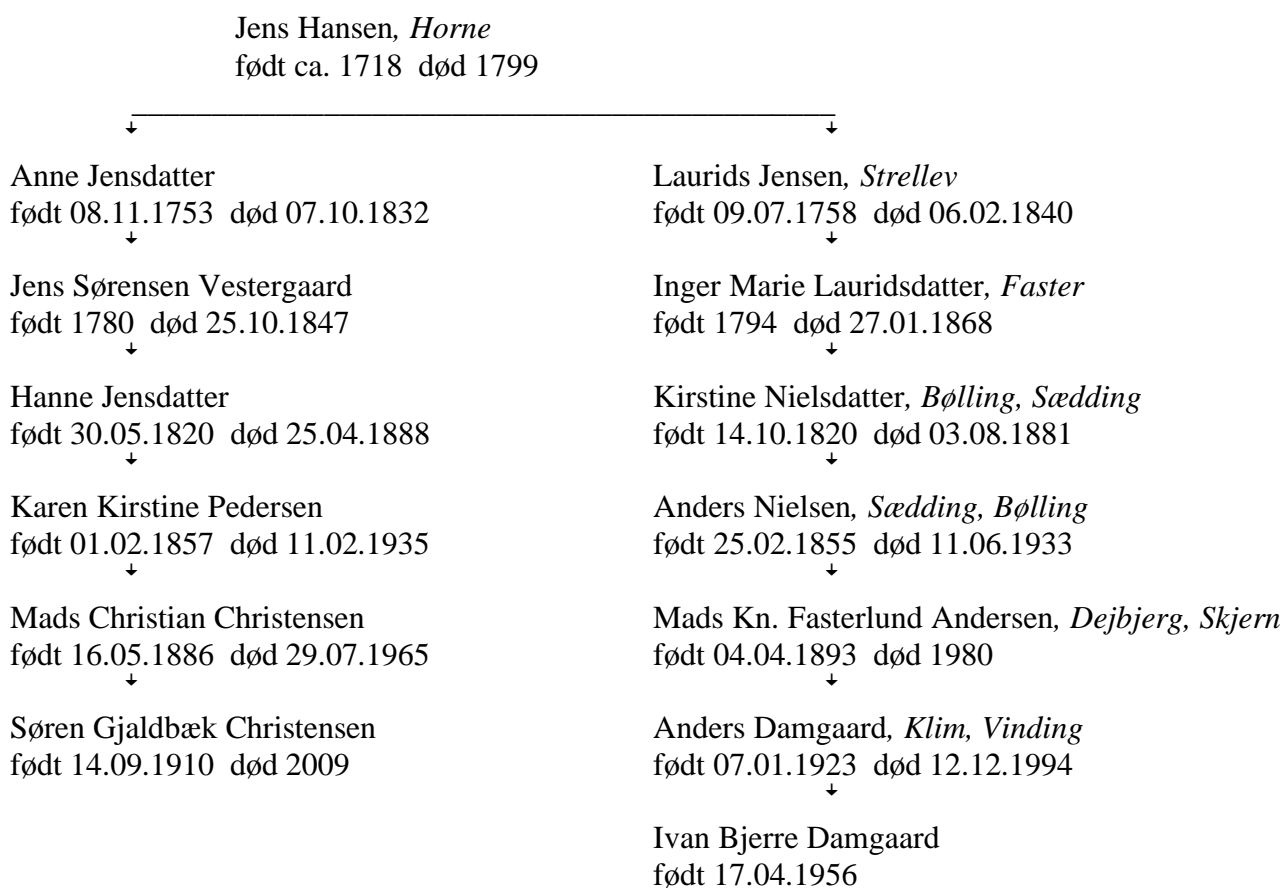 Jens Hansen, Horne
født ca. 1718 død 1799
Anne Jensdatter
født 08.11.1753 død 07.10.1832
Jens Sørensen Vestergaard
født 1780 død 25.10.1847
Hanne Jensdatter
født 30.05.1820 død 25.04.1888
Karen Kirstine Pedersen
født 01.02.1857 død 11.02.1935
Mads Christian Christensen
født 16.05.1886 død 29.07.1965
Søren Gjaldbæk Christensen
født 14.09.1910 død 2009
Laurids Jensen, Strellev
født 09.07.1758 død 06.02.1840
Inger Marie Lauridsdatter, Faster
født 1794 død 27.01.1868
Kirstine Nielsdatter, Bølling, Sædding
født 14.10.1820 død 03.08.1881
Anders Nielsen, Sædding, Bølling
født 25.02.1855 død 11.06.1933
Mads Kn. Fasterlund Andersen, Dejbjerg, Skjern
født 04.04.1893 død 1980
Anders Damgaard, Klim, Vinding
født 07.01.1923 død 12.12.1994
Ivan Bjerre Damgaard
født 17.04.1956